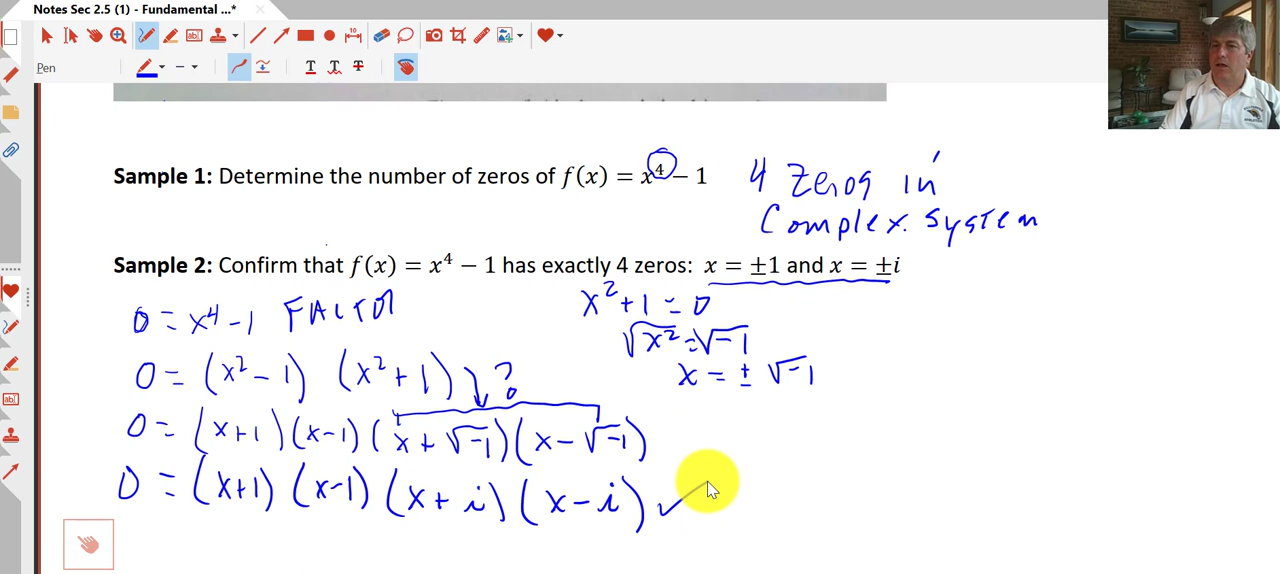 Notes Sec 2.5 (1) - Fundamental ...*
Pen
Sample 1: Determine the number of zeros of f(x) = x⁴ − 1
4 Zeros in
Complex System
Sample 2: Confirm that f(x) = x⁴ − 1 has exactly 4 zeros: x = ±1 and x = ±i
0 = x⁴ - 1 FACTOR
x² + 1 = 0
√x² = √-1
x = ± √-1
0 = (x² - 1) (x² + 1) ?
0 = (x+1)(x-1)(x + √-1)(x - √-1)
0 = (x+1) (x-1) (x + i) (x - i) ✓